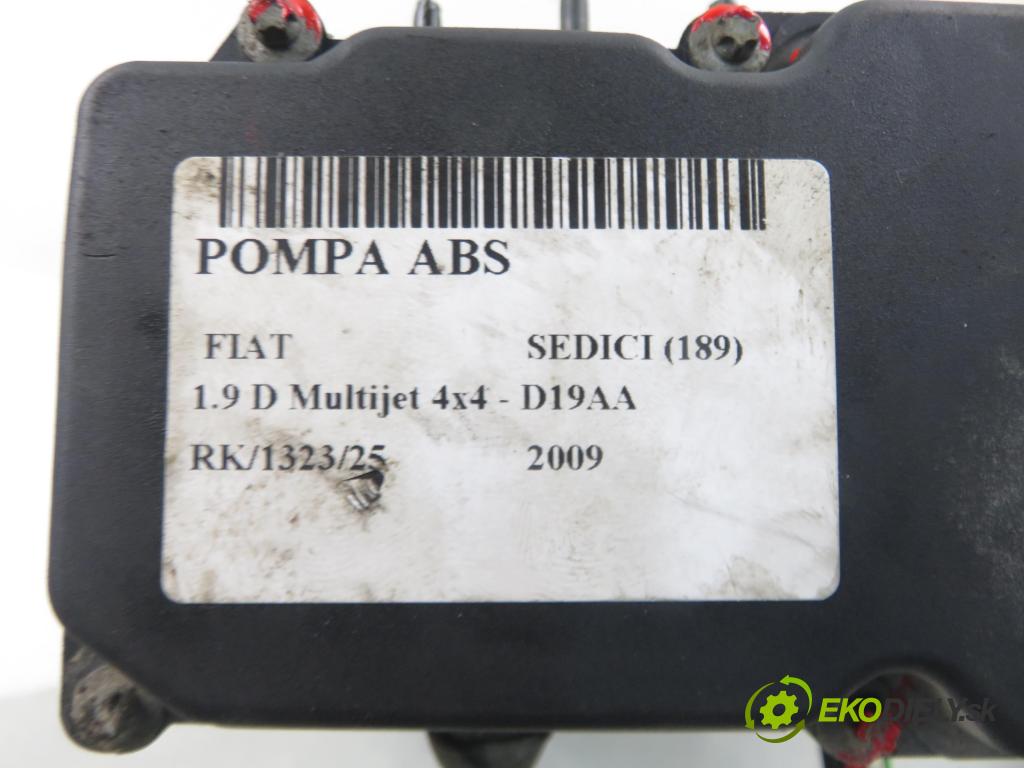 POMPA ABS
FIAT SEDICI (189)
1.9 D Multijet 4x4 - D19AA
RK/1323/25 2009
EKODIELY.sk